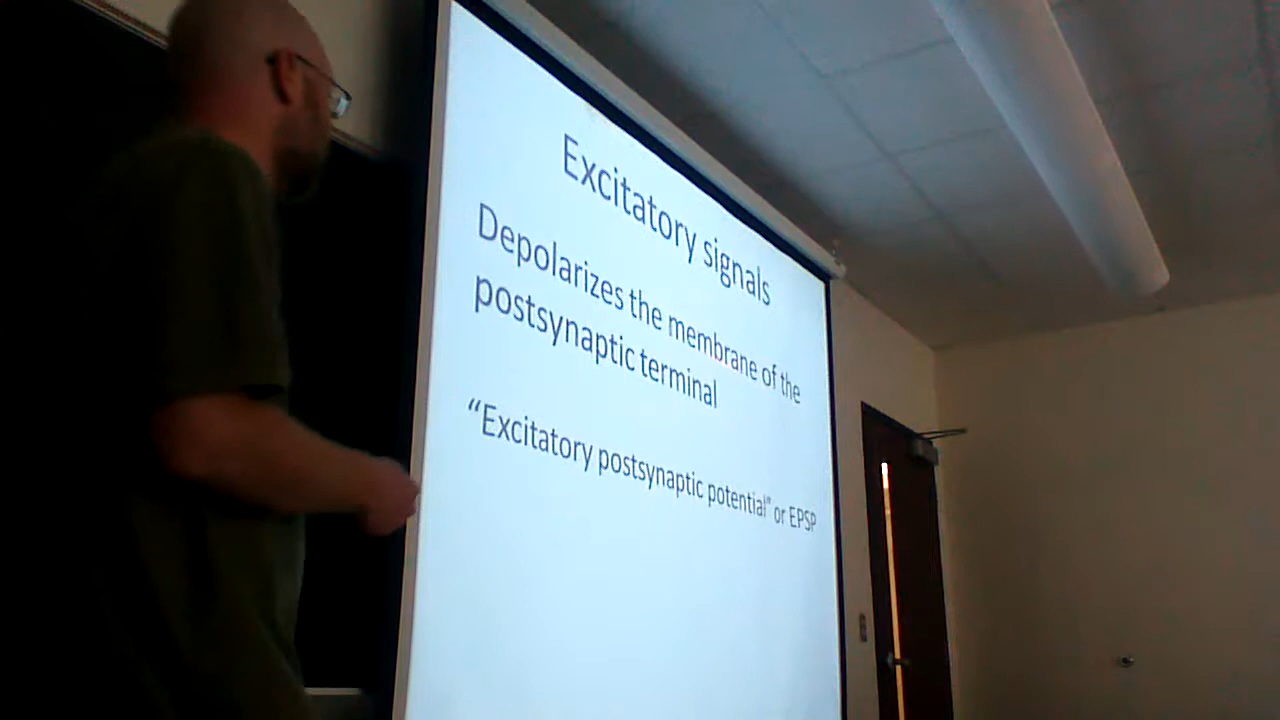 Excitatory signals
Depolarizes the membrane of the
postsynaptic terminal
“Excitatory postsynaptic potential” or EPSP